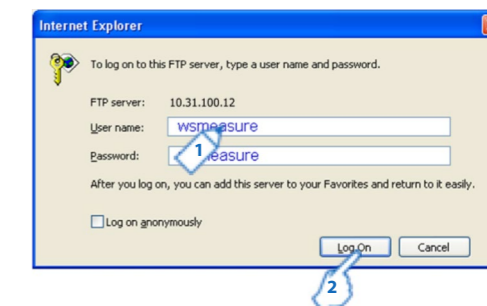 Internet Explorer
To log on to this FTP server, type a user name and password.
FTP server: 10.31.100.12
User name: wsmeasure
Password:
1
After you log on, you can add this server to your Favorites and return to it easily.
Log on anonymously
Log On Cancel
2